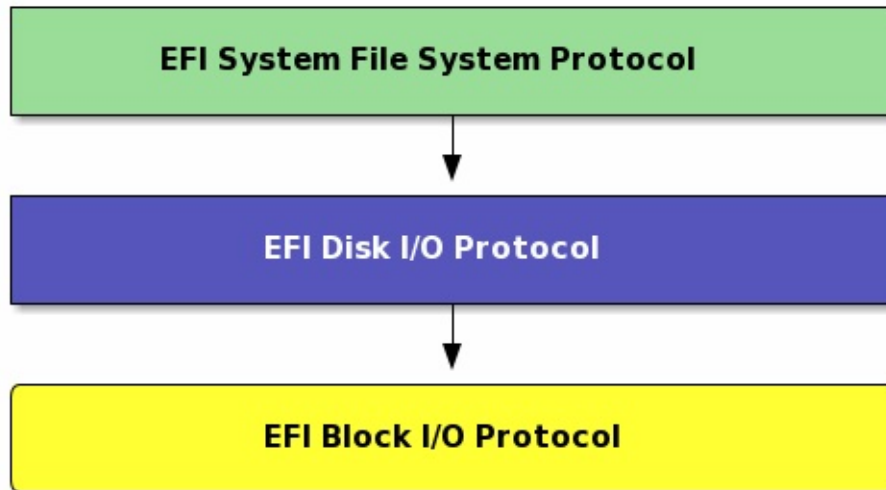 EFI System File System Protocol
EFI Disk I/O Protocol
EFI Block I/O Protocol